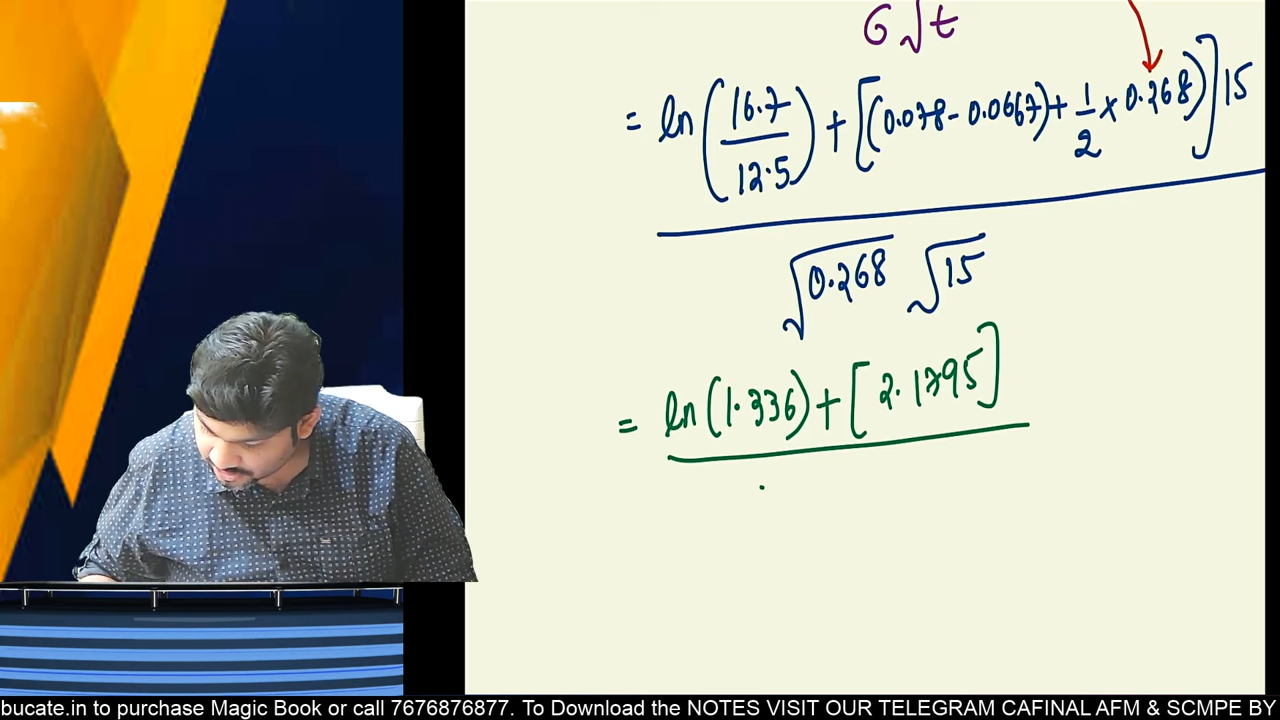 σ√t
= ln(16.7/12.5) + [(0.078 - 0.0667) + 1/2 × 0.268)] 15
√0.268 √15
= ln(1.336) + [2.1795]
bucate.in to purchase Magic Book or call 7676876877. To Download the NOTES VISIT OUR TELEGRAM CAFINAL AFM & SCMPE BY